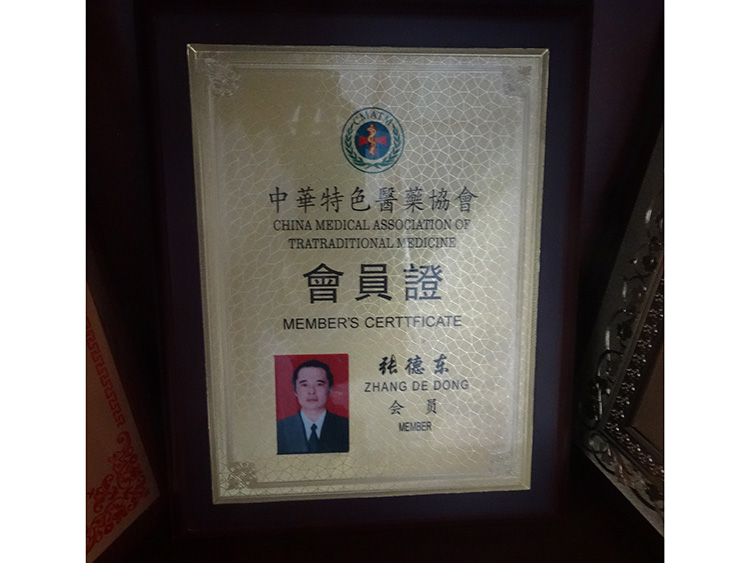 CMATM
中華特色醫藥協會
CHINA MEDICAL ASSOCIATION OF
TRATRADITIONAL MEDICINE
會員證
MEMBER'S CERTTFICATE
张德东
ZHANG DE DONG
会 员
MEMBER